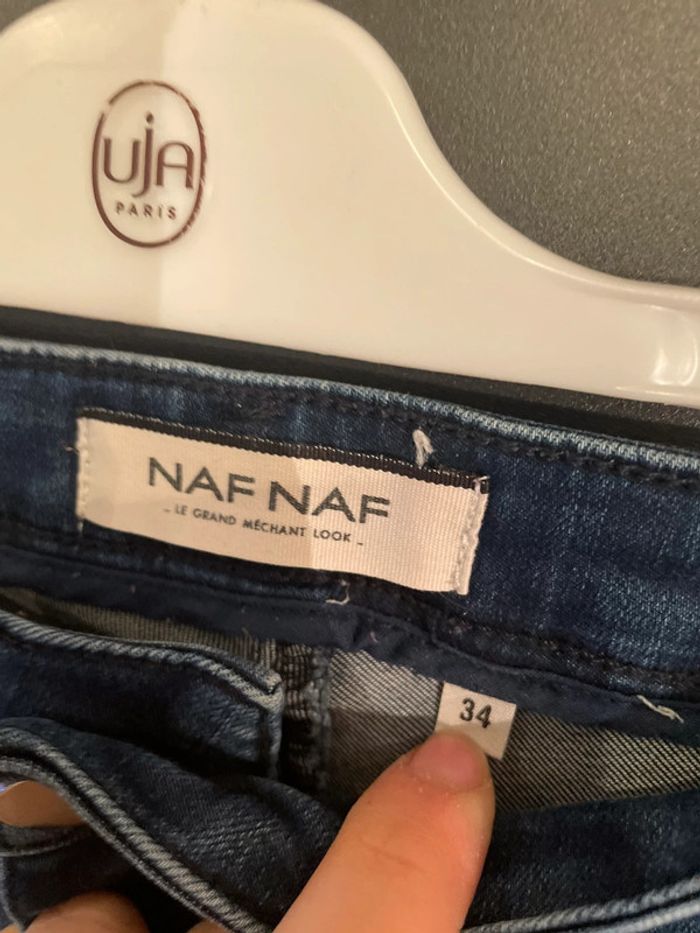 uja
PARIS
NAF NAF
- LE GRAND MÉCHANT LOOK -
34